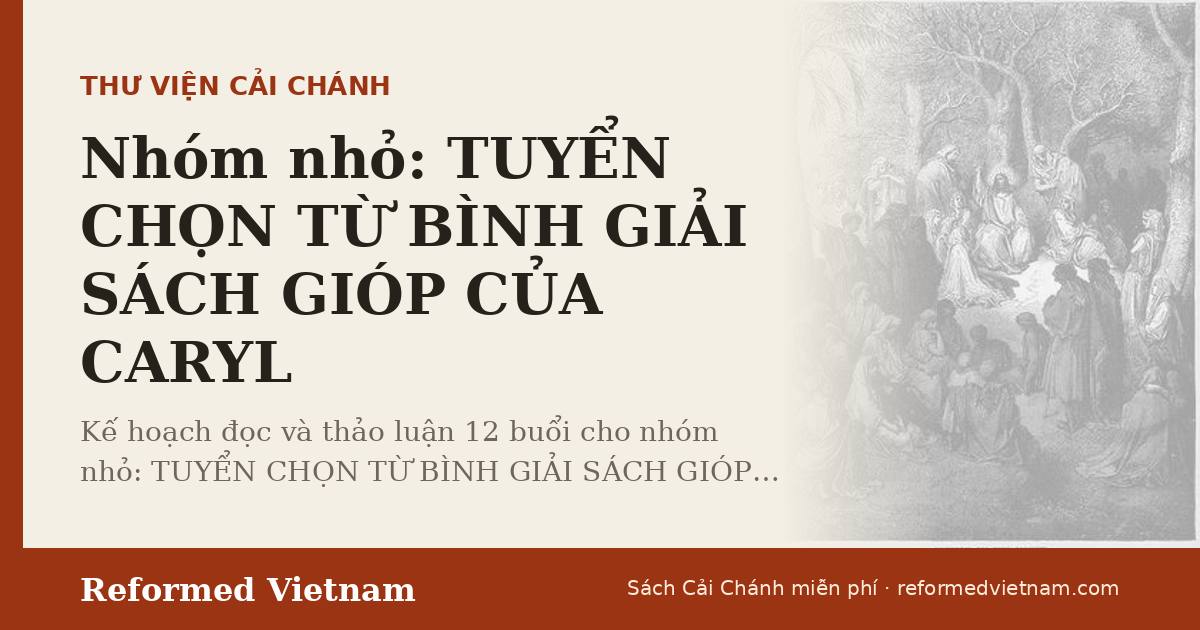 THƯ VIỆN CẢI CHÁNH
Nhóm nhỏ: TUYỂN
CHỌN TỪ BÌNH GIẢI
SÁCH GIÓP CỦA
CARYL
Kế hoạch đọc và thảo luận 12 buổi cho nhóm
nhỏ: TUYỂN CHỌN TỪ BÌNH GIẢI SÁCH GIÓP…
Reformed Vietnam
Sách Cải Chánh miễn phí · reformedvietnam.com